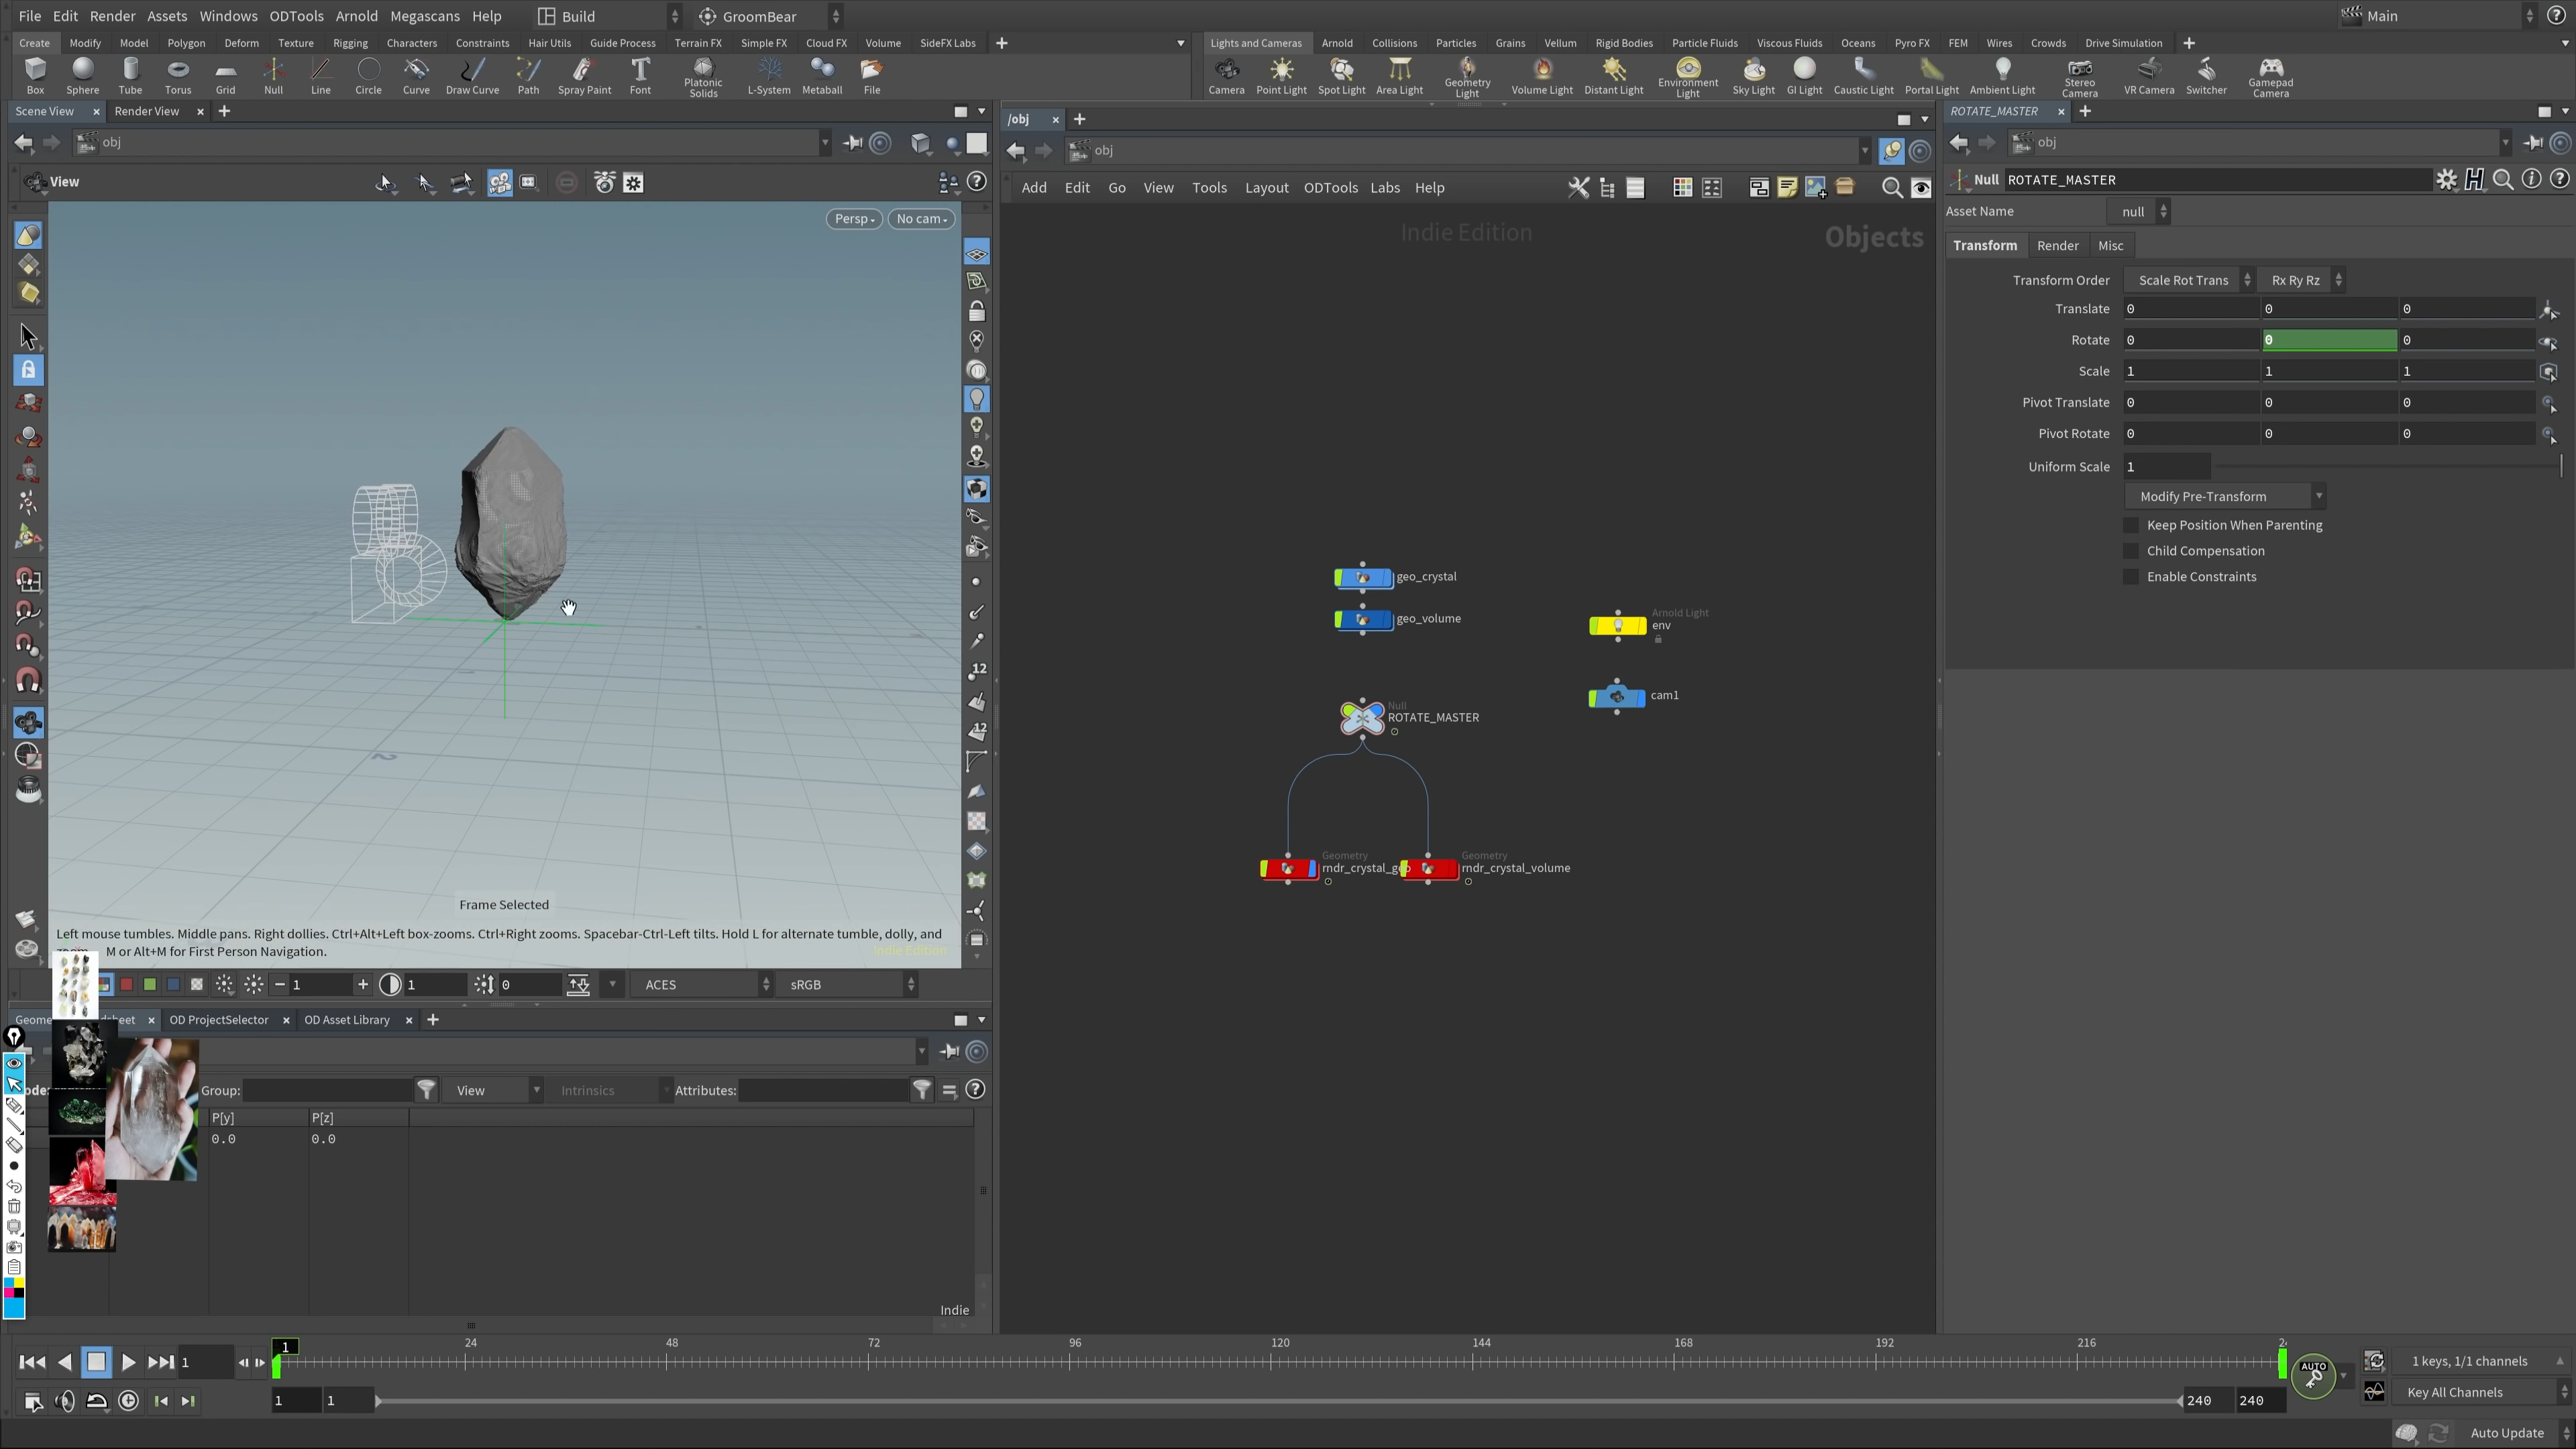 File Edit Render Assets Windows ODTools Arnold Megascans Help Build GroomBear Main
Create Modify Model Polygon Deform Texture Rigging Characters Constraints Hair Utils Guide Process Terrain FX Simple FX Cloud FX Volume SideFX Labs
Lights and Cameras Arnold Collisions Particles Grains Vellum Rigid Bodies Particle Fluids Viscous Fluids Oceans Pyro FX FEM Wires Crowds Drive Simulation
Box Sphere Tube Torus Grid Null Line Circle Curve Draw Curve Path Spray Paint Font Platonic Solids L-System Metaball File
Camera Point Light Spot Light Area Light Geometry Light Volume Light Distant Light Environment Light Sky Light GI Light Caustic Light Portal Light Ambient Light Stereo Camera VR Camera Switcher Gamepad Camera
Scene View Render View
obj
View
Persp No cam
Frame Selected
Left mouse tumbles. Middle pans. Right dollies. Ctrl+Alt+Left box-zooms. Ctrl+Right zooms. Spacebar-Ctrl-Left tilts. Hold L for alternate tumble, dolly, and
M or Alt+M for First Person Navigation.
Indie Edition
1 1 0 ACES sRGB
OD ProjectSelector OD Asset Library
Group: View Intrinsics Attributes:
P[y] P[z]
0.0 0.0
Indie
/obj
obj
Add Edit Go View Tools Layout ODTools Labs Help
Indie Edition
Objects
geo_crystal
geo_volume
Arnold Light
env
cam1
Null
ROTATE_MASTER
Geometry
rndr_crystal_geo
Geometry
rndr_crystal_volume
ROTATE_MASTER
obj
Null ROTATE_MASTER
Asset Name null
Transform Render Misc
Transform Order Scale Rot Trans Rx Ry Rz
Translate 0 0 0
Rotate 0 0 0
Scale 1 1 1
Pivot Translate 0 0 0
Pivot Rotate 0 0 0
Uniform Scale 1
Modify Pre-Transform
Keep Position When Parenting
Child Compensation
Enable Constraints
1 1 24 48 72 96 120 144 168 192 216
AUTO
1 keys, 1/1 channels
1 1 240 240
Key All Channels
Auto Update